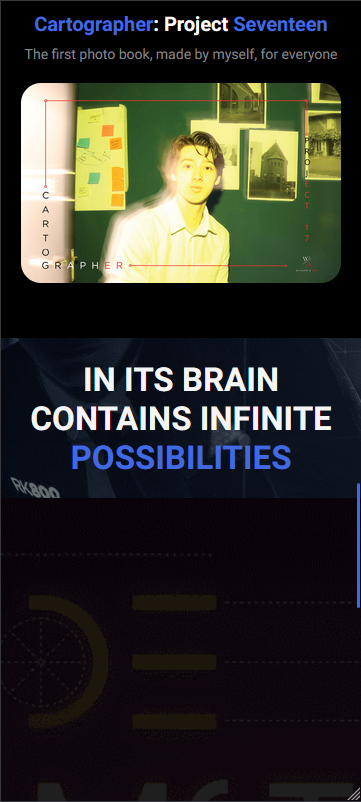 Cartographer: Project Seventeen
The first photo book, made by myself, for everyone
CARTOGRAPHER
PROJECT 17
IN ITS BRAIN
CONTAINS INFINITE
POSSIBILITIES
RK800